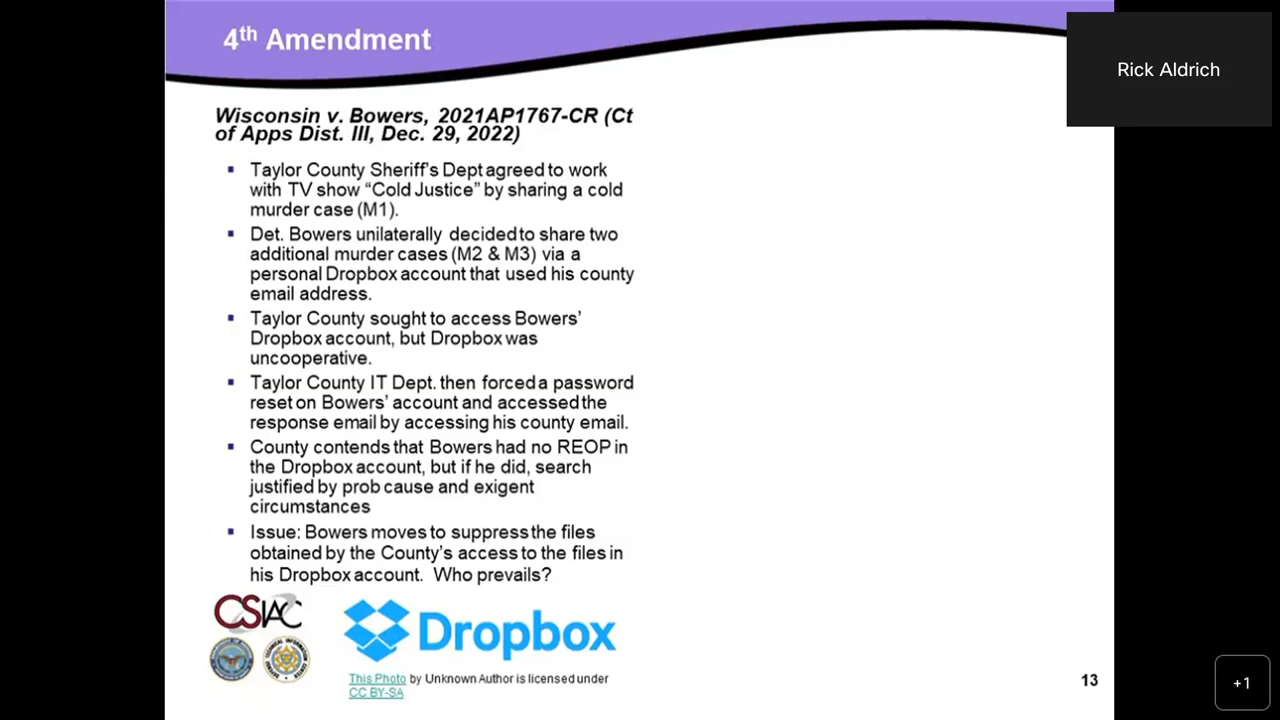 4th Amendment
Rick Aldrich
Wisconsin v. Bowers, 2021AP1767-CR (Ct
of Apps Dist. III, Dec. 29, 2022)
Taylor County Sheriff's Dept agreed to work
with TV show “Cold Justice” by sharing a cold
murder case (M1).
Det. Bowers unilaterally decided to share two
additional murder cases (M2 & M3) via a
personal Dropbox account that used his county
email address.
Taylor County sought to access Bowers’
Dropbox account, but Dropbox was
uncooperative.
Taylor County IT Dept. then forced a password
reset on Bowers’ account and accessed the
response email by accessing his county email.
County contends that Bowers had no REOP in
the Dropbox account, but if he did, search
justified by prob cause and exigent
circumstances
Issue: Bowers moves to suppress the files
obtained by the County’s access to the files in
his Dropbox account. Who prevails?
CSIAC
Dropbox
This Photo by Unknown Author is licensed under
CC BY-SA
13
+1